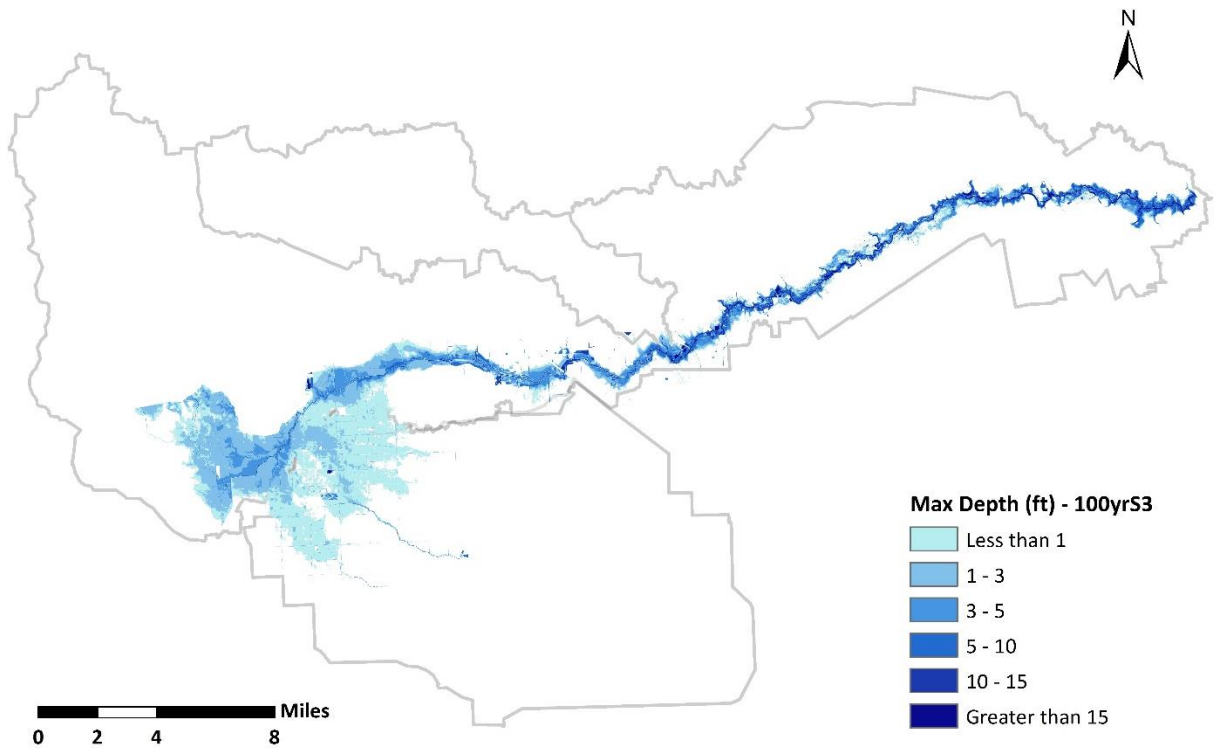 N
Max Depth (ft) - 100yrS3
Less than 1
1 - 3
3 - 5
5 - 10
10 - 15
Greater than 15
Miles
0 2 4 8